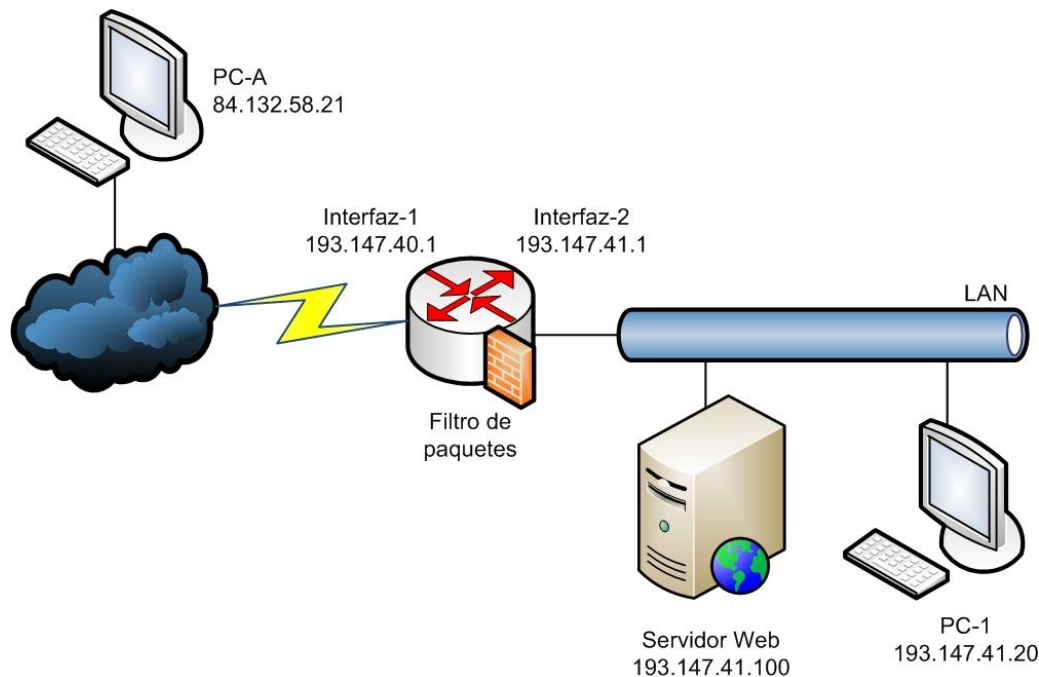 PC-A
84.132.58.21
Interfaz-1
193.147.40.1
Interfaz-2
193.147.41.1
LAN
Filtro de
paquetes
Servidor Web
193.147.41.100
PC-1
193.147.41.20